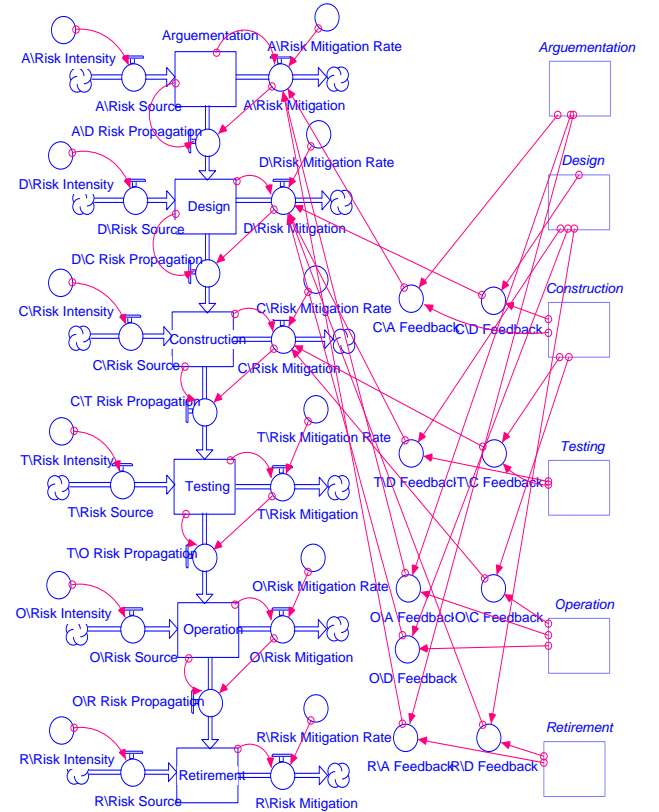 Arguementation
A\Risk Mitigation Rate
Arguementation
A\Risk Intensity
A\Risk Source
A\Risk Mitigation
A\D Risk Propagation
Design
D\Risk Mitigation Rate
D\Risk Intensity
Design
D\Risk Source
D\Risk Mitigation
D\C Risk Propagation
Construction
C\Risk Intensity
C\Risk Mitigation Rate
C\A Feedback
C\D Feedback
Construction
C\Risk Source
C\Risk Mitigation
C\T Risk Propagation
T\Risk Mitigation Rate
Testing
T\Risk Intensity
T\D Feedback
T\C Feedback
Testing
T\Risk Source
T\Risk Mitigation
T\O Risk Propagation
O\Risk Mitigation Rate
Operation
O\Risk Intensity
O\A Feedback
O\C Feedback
Operation
O\Risk Source
O\Risk Mitigation
O\D Feedback
O\R Risk Propagation
Retirement
R\Risk Mitigation Rate
R\Risk Intensity
R\A Feedback
R\D Feedback
Retirement
R\Risk Source
R\Risk Mitigation